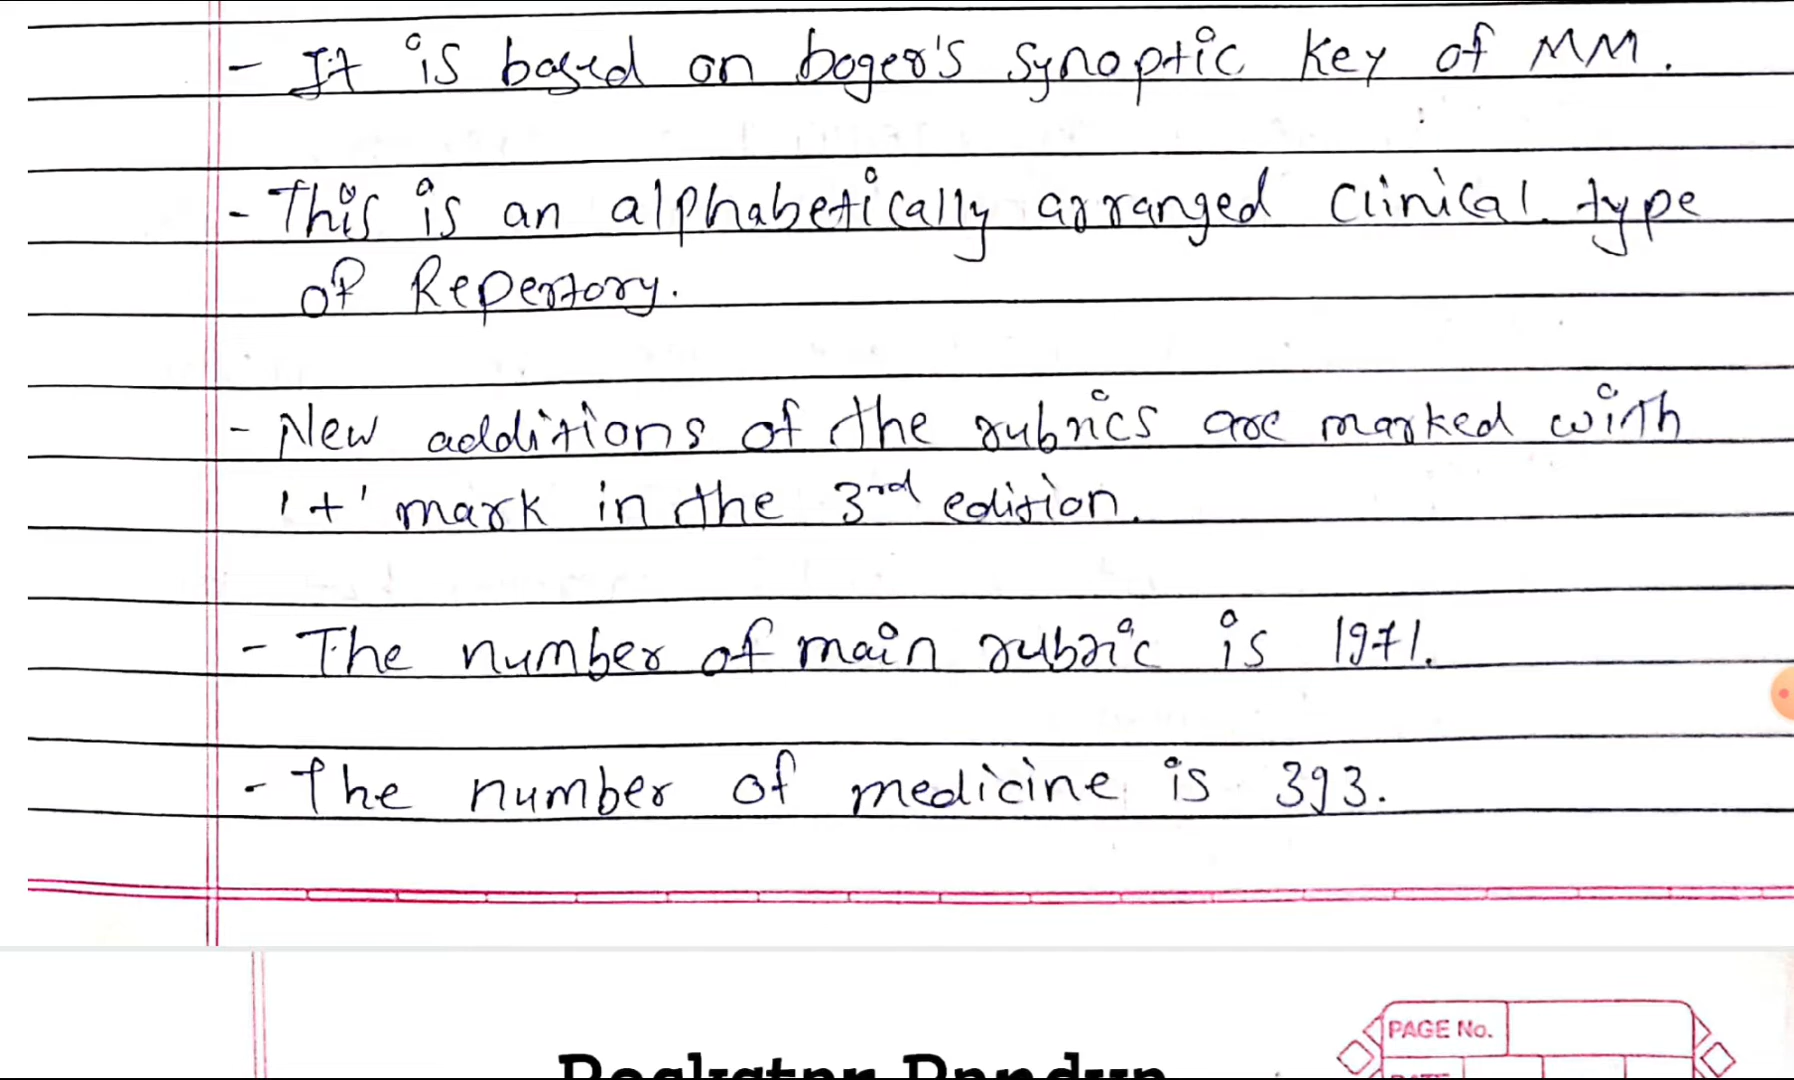 - It is based on boger's synoptic key of MM.
- This is an alphabetically arranged clinical type
of Repertory.
- New additions of the rubrics are marked with
'+' mark in the 3rd edition.
- The number of main rubric is 1971.
- The number of medicine is 393.
PAGE No.